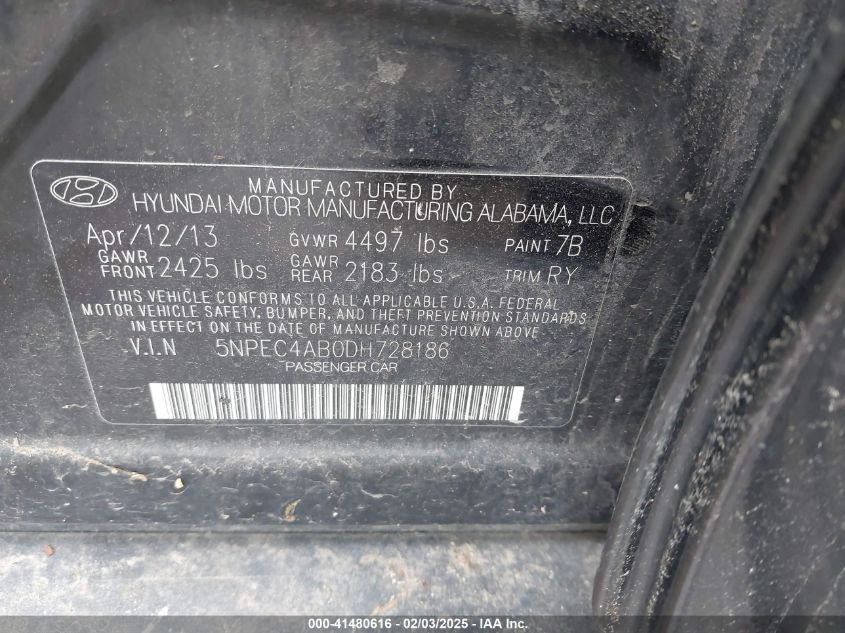 MANUFACTURED BY
HYUNDAI MOTOR MANUFACTURING ALABAMA, LLC
Apr/12/13 GVWR 4497 lbs PAINT 7B
GAWR FRONT 2425 lbs GAWR REAR 2183 lbs TRIM RY
THIS VEHICLE CONFORMS TO ALL APPLICABLE U.S.A. FEDERAL
MOTOR VEHICLE SAFETY, BUMPER, AND THEFT PREVENTION STANDARDS
IN EFFECT ON THE DATE OF MANUFACTURE SHOWN ABOVE.
V.I.N 5NPEC4AB0DH728186
PASSENGER CAR
000-41480616 - 02/03/2025 - IAA Inc.